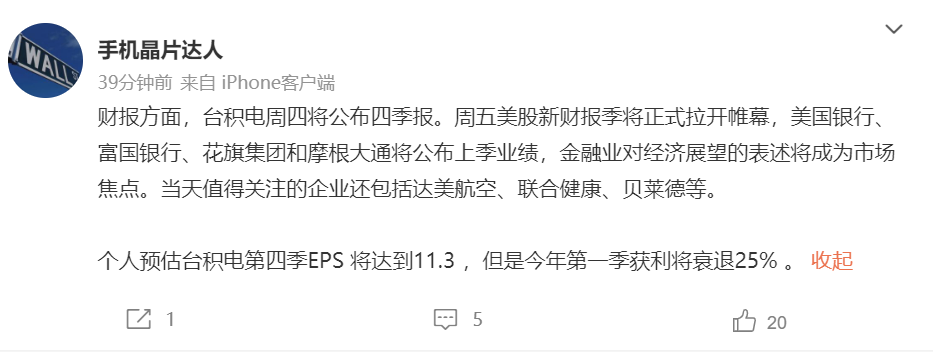 WALL
手机晶片达人
39分钟前 来自 iPhone客户端
财报方面，台积电周四将公布四季报。周五美股新财报季将正式拉开帷幕，美国银行、
富国银行、花旗集团和摩根大通将公布上季业绩，金融业对经济展望的表述将成为市场
焦点。当天值得关注的企业还包括达美航空、联合健康、贝莱德等。
个人预估台积电第四季EPS 将达到11.3 ，但是今年第一季获利将衰退25% 。 收起
1 5 20